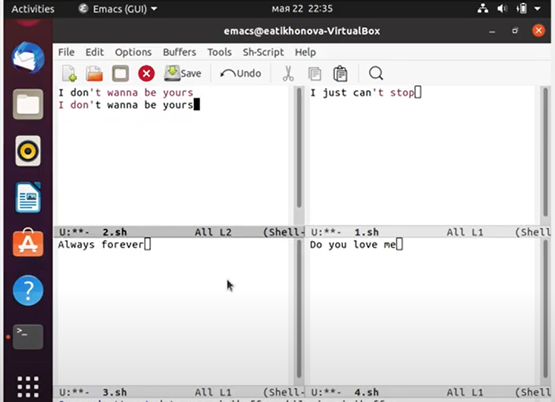 Activities Emacs (GUI) мая 22 22:35
emacs@eatikhonova-VirtualBox
File Edit Options Buffers Tools Sh-Script Help
Save Undo
I don't wanna be yours
I don't wanna be yours
I just can't stop
U:**- 2.sh All L2 (Shell-
U:**- 1.sh All L1 (Shell-
Always forever
Do you love me
U:**- 3.sh All L1 (Shell-
U:**- 4.sh All L1 (Shell-